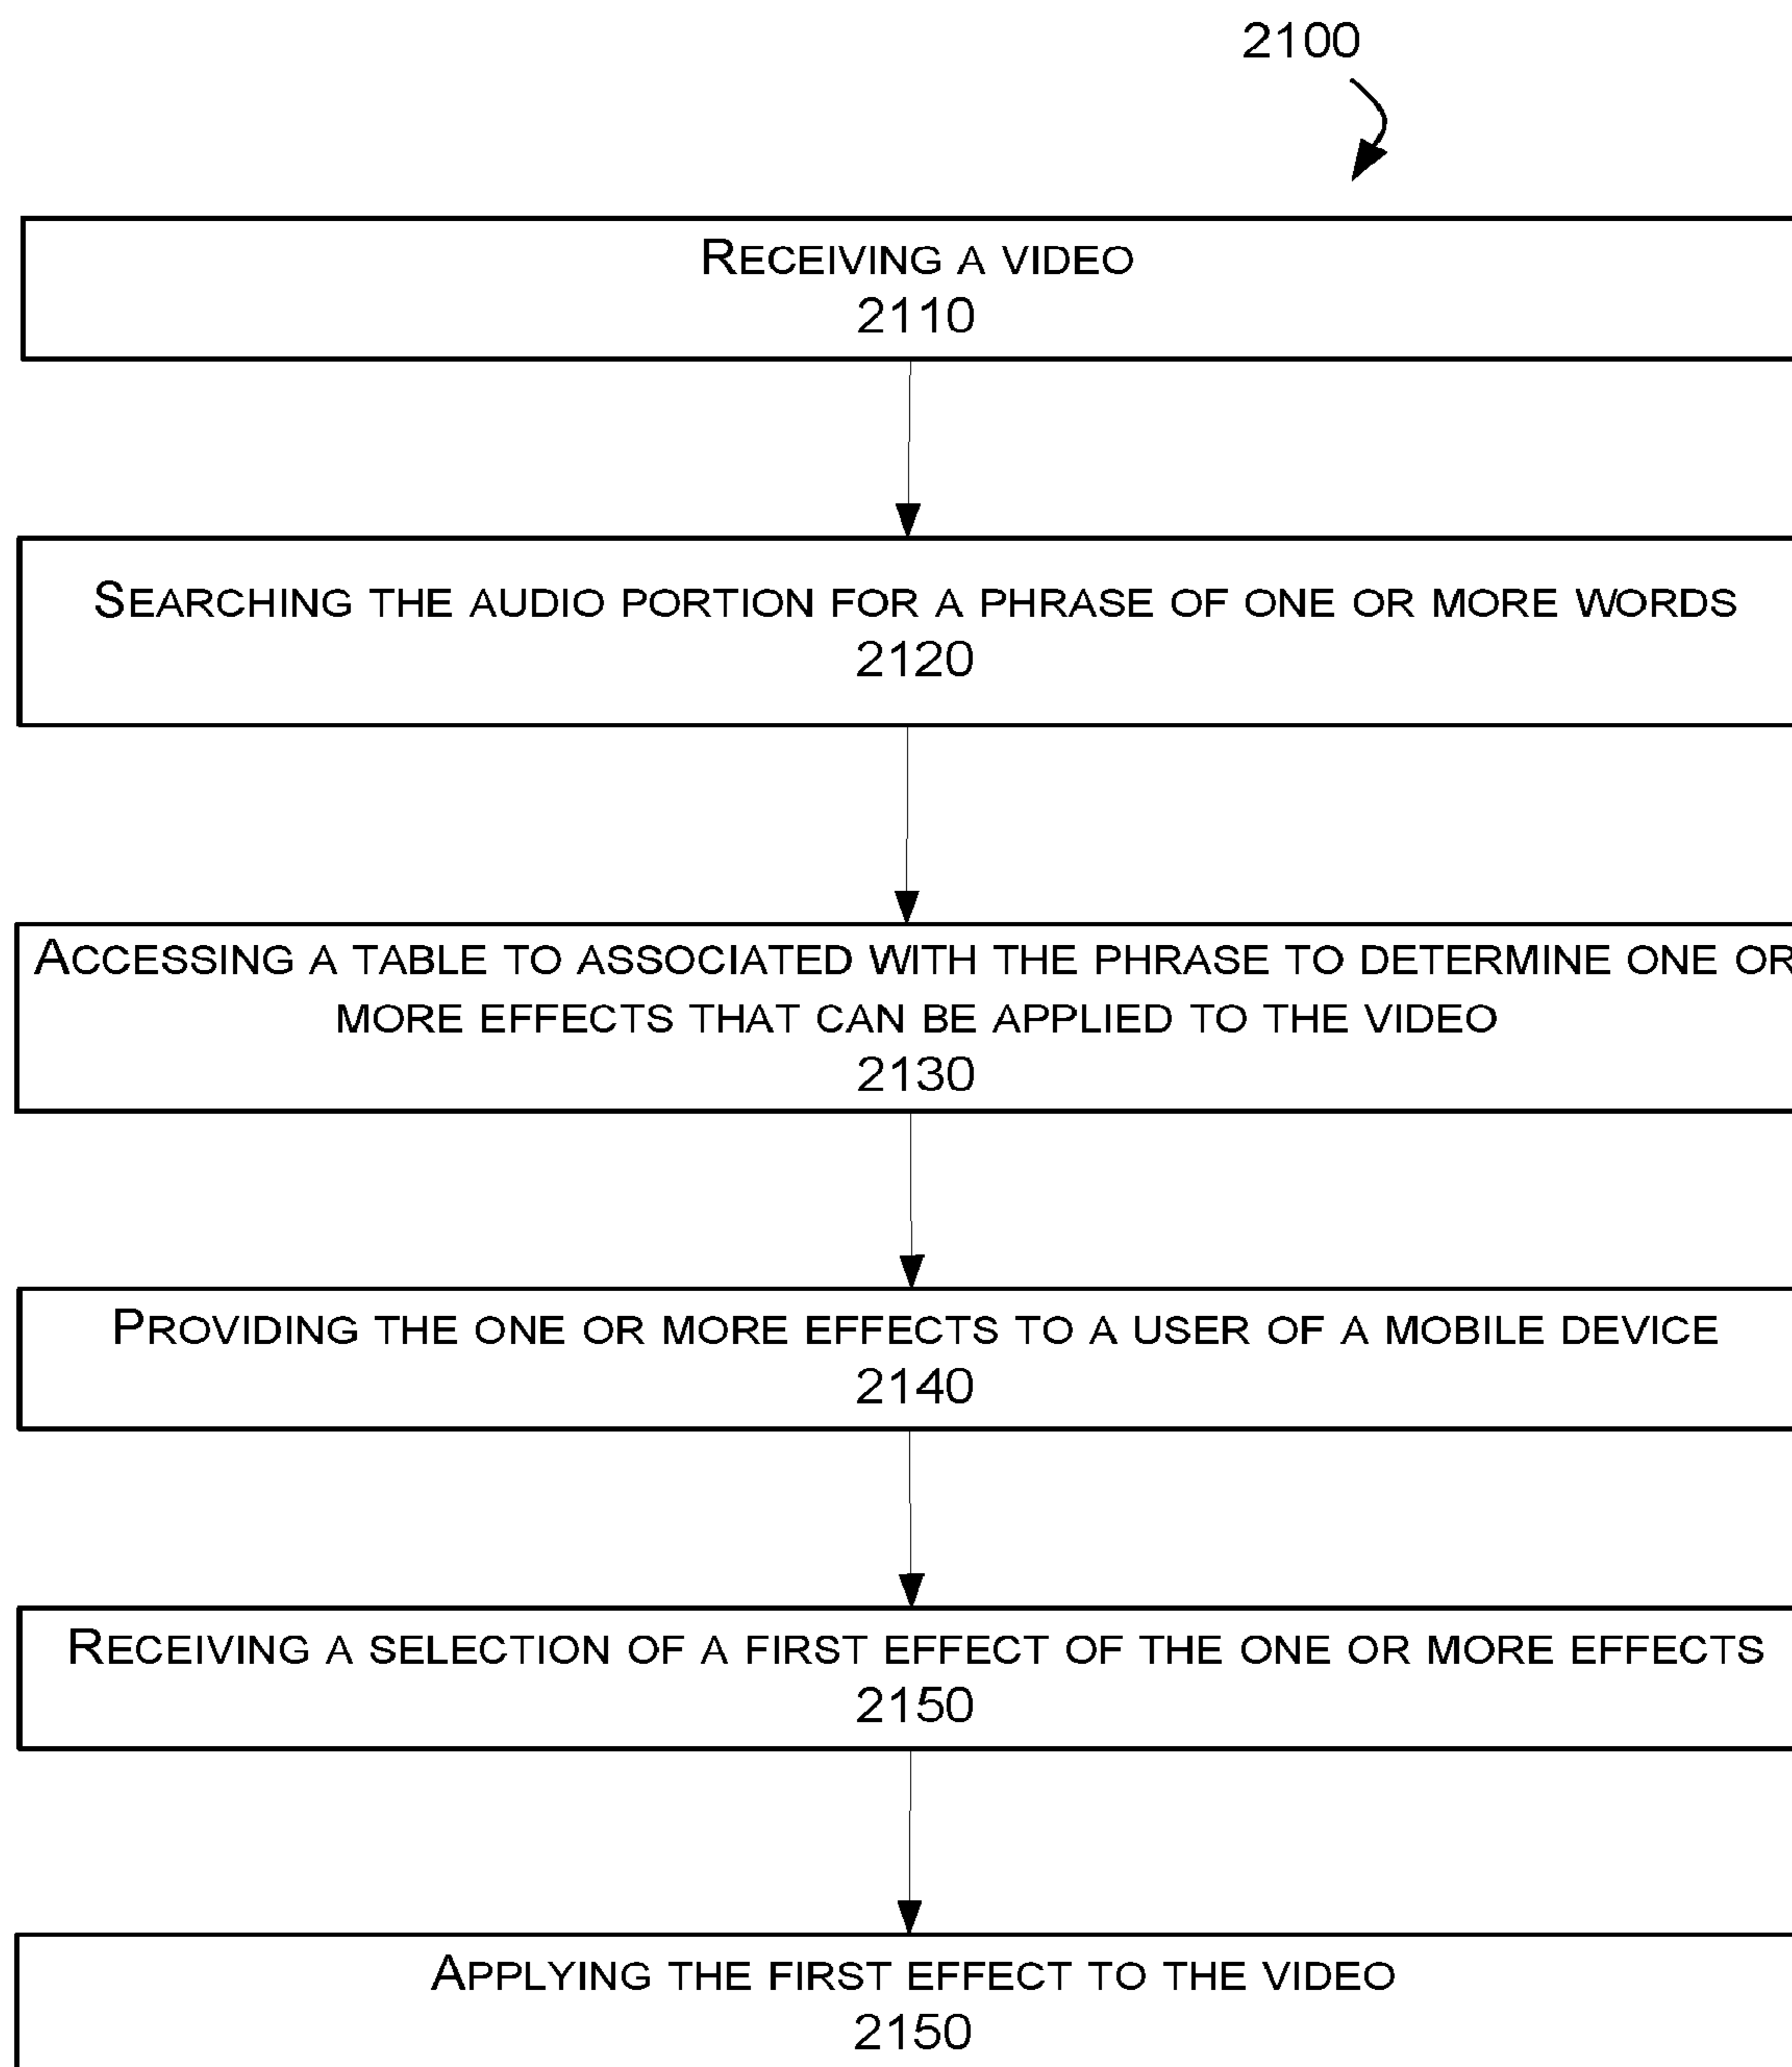 2100
RECEIVING A VIDEO
2110
SEARCHING THE AUDIO PORTION FOR A PHRASE OF ONE OR MORE WORDS
2120
ACCESSING A TABLE TO ASSOCIATED WITH THE PHRASE TO DETERMINE ONE OR
MORE EFFECTS THAT CAN BE APPLIED TO THE VIDEO
2130
PROVIDING THE ONE OR MORE EFFECTS TO A USER OF A MOBILE DEVICE
2140
RECEIVING A SELECTION OF A FIRST EFFECT OF THE ONE OR MORE EFFECTS
2150
APPLYING THE FIRST EFFECT TO THE VIDEO
2150